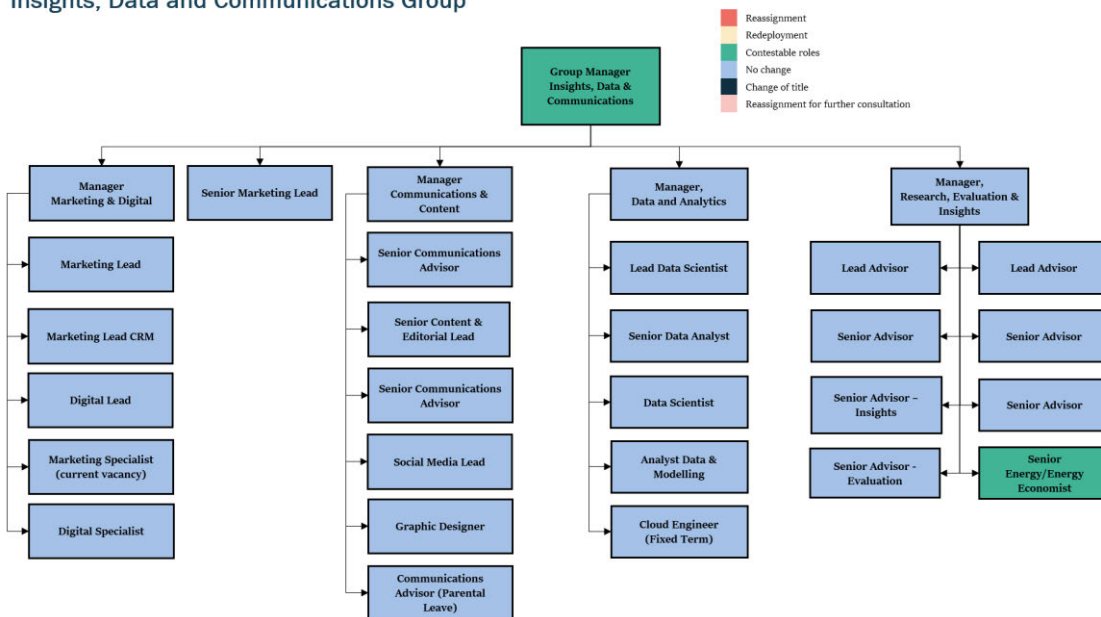 Insights, Data and Communications Group
Reassignment
Redeployment
Contestable roles
No change
Change of title
Reassignment for further consultation
Group Manager
Insights, Data &
Communications
Manager
Marketing & Digital
Senior Marketing Lead
Manager
Communications &
Content
Manager,
Data and Analytics
Manager,
Research, Evaluation &
Insights
Marketing Lead
Marketing Lead CRM
Digital Lead
Marketing Specialist
(current vacancy)
Digital Specialist
Senior Communications
Advisor
Senior Content &
Editorial Lead
Senior Communications
Advisor
Social Media Lead
Graphic Designer
Communications
Advisor (Parental
Leave)
Lead Data Scientist
Senior Data Analyst
Data Scientist
Analyst Data &
Modelling
Cloud Engineer
(Fixed Term)
Lead Advisor
Lead Advisor
Senior Advisor
Senior Advisor
Senior Advisor –
Insights
Senior Advisor
Senior Advisor -
Evaluation
Senior
Energy/Energy
Economist